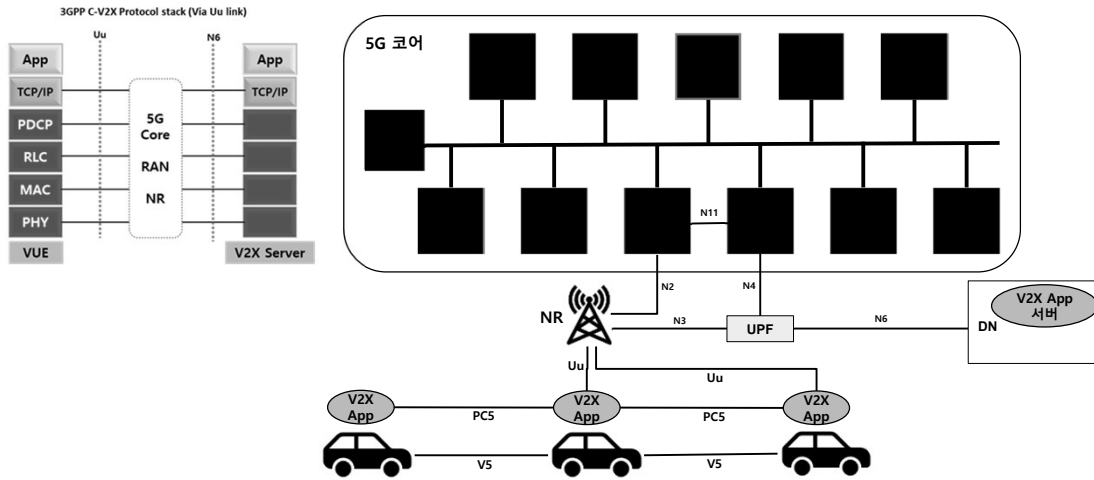 3GPP C-V2X Protocol stack (Via Uu link)
Uu
N6
App
App
TCP/IP
TCP/IP
PDCP
RLC
MAC
PHY
VUE
V2X Server
5G
Core
RAN
NR
5G 코어
N11
N2
N4
NR
N3
UPF
N6
DN
V2X App
서버
Uu
Uu
V2X
App
PC5
V2X
App
PC5
V2X
App
V5
V5